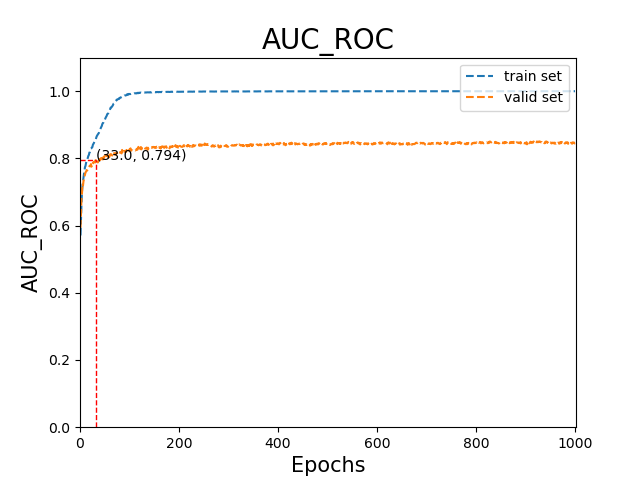 AUC_ROC
train set
valid set
(33.0, 0.794)
AUC_ROC
1.0
0.8
0.6
0.4
0.2
0.0
0 200 400 600 800 1000
Epochs